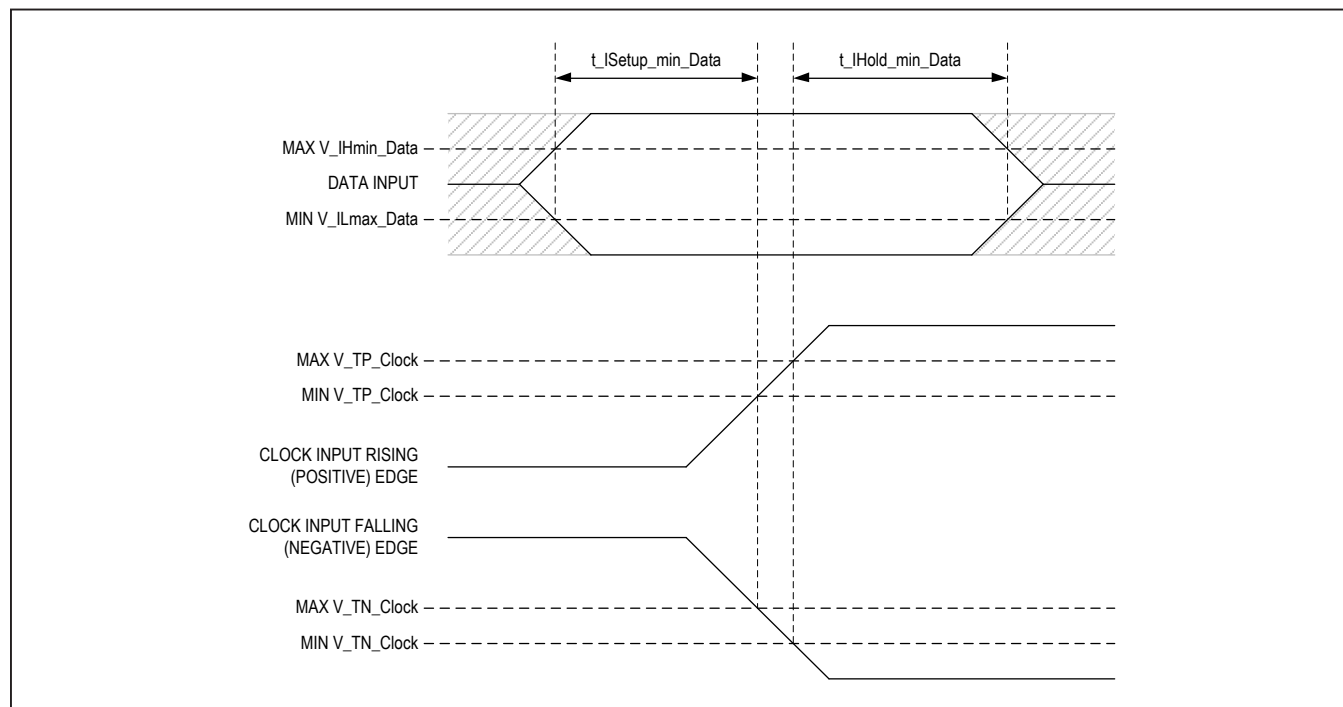 t_ISetup_min_Data
t_IHold_min_Data
MAX V_IHmin_Data
DATA INPUT
MIN V_ILmax_Data
MAX V_TP_Clock
MIN V_TP_Clock
CLOCK INPUT RISING
(POSITIVE) EDGE
CLOCK INPUT FALLING
(NEGATIVE) EDGE
MAX V_TN_Clock
MIN V_TN_Clock